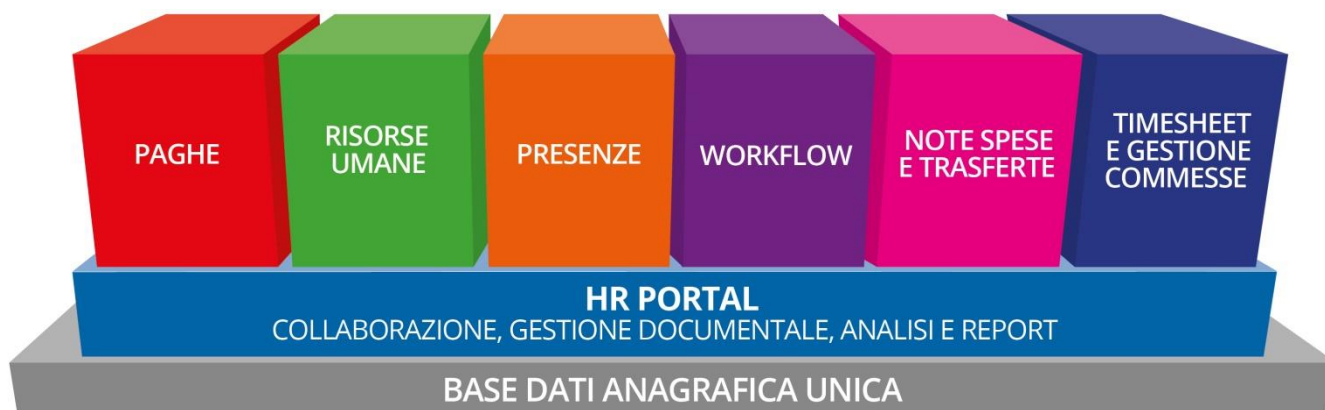 PAGHE
RISORSE
UMANE
PRESENZE
WORKFLOW
NOTE SPESE
E TRASFERTE
TIMESHEET
E GESTIONE
COMMESSE
HR PORTAL
COLLABORAZIONE, GESTIONE DOCUMENTALE, ANALISI E REPORT
BASE DATI ANAGRAFICA UNICA